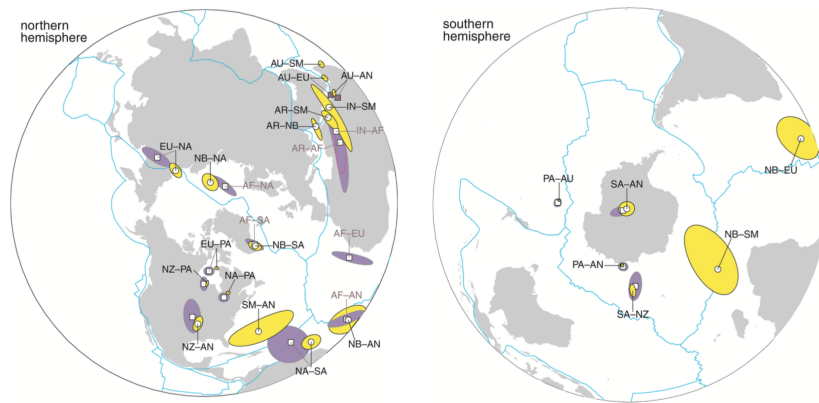 northern
hemisphere
AU–SM
AU–EU
AU–AN
IN–SM
AR–SM
AR–NB
IN–AF
AR–AF
EU–NA
NB–NA
AF–NA
AF–SA
NB–SA
AF–EU
EU–PA
NZ–PA
NA–PA
SM–AN
AF–AN
NZ–AN
NB–AN
NA–SA
southern
hemisphere
NB–EU
PA–AU
SA–AN
NB–SM
PA–AN
SA–NZ